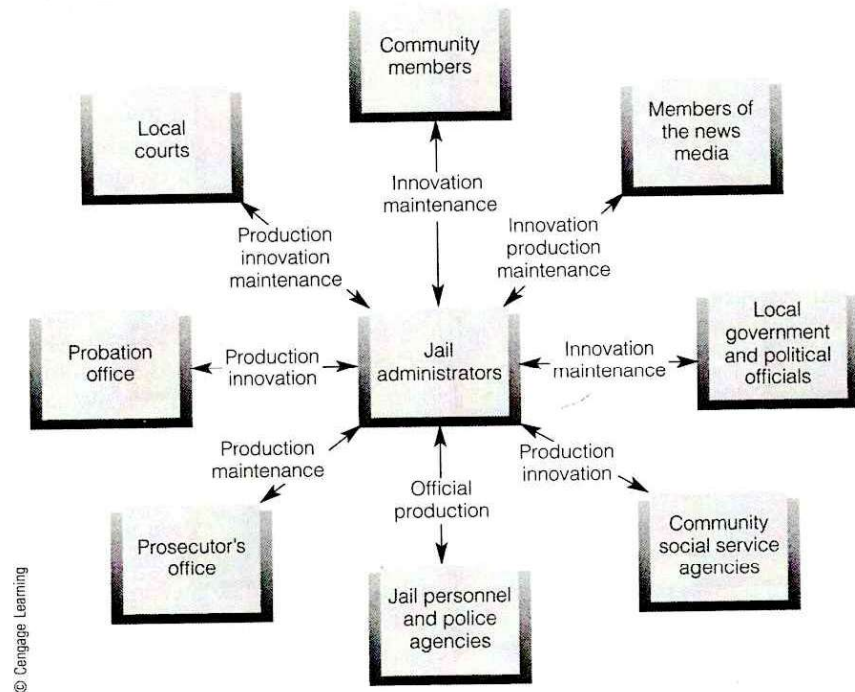 Community
members
Local
courts
Members of
the news
media
Innovation
maintenance
Production
innovation
maintenance
Innovation
production
maintenance
Probation
office
Production
innovation
Jail
administrators
Innovation
maintenance
Local
government
and political
officials
Production
maintenance
Official
production
Production
innovation
Prosecutor's
office
Jail personnel
and police
agencies
Community
social service
agencies
© Cengage Learning